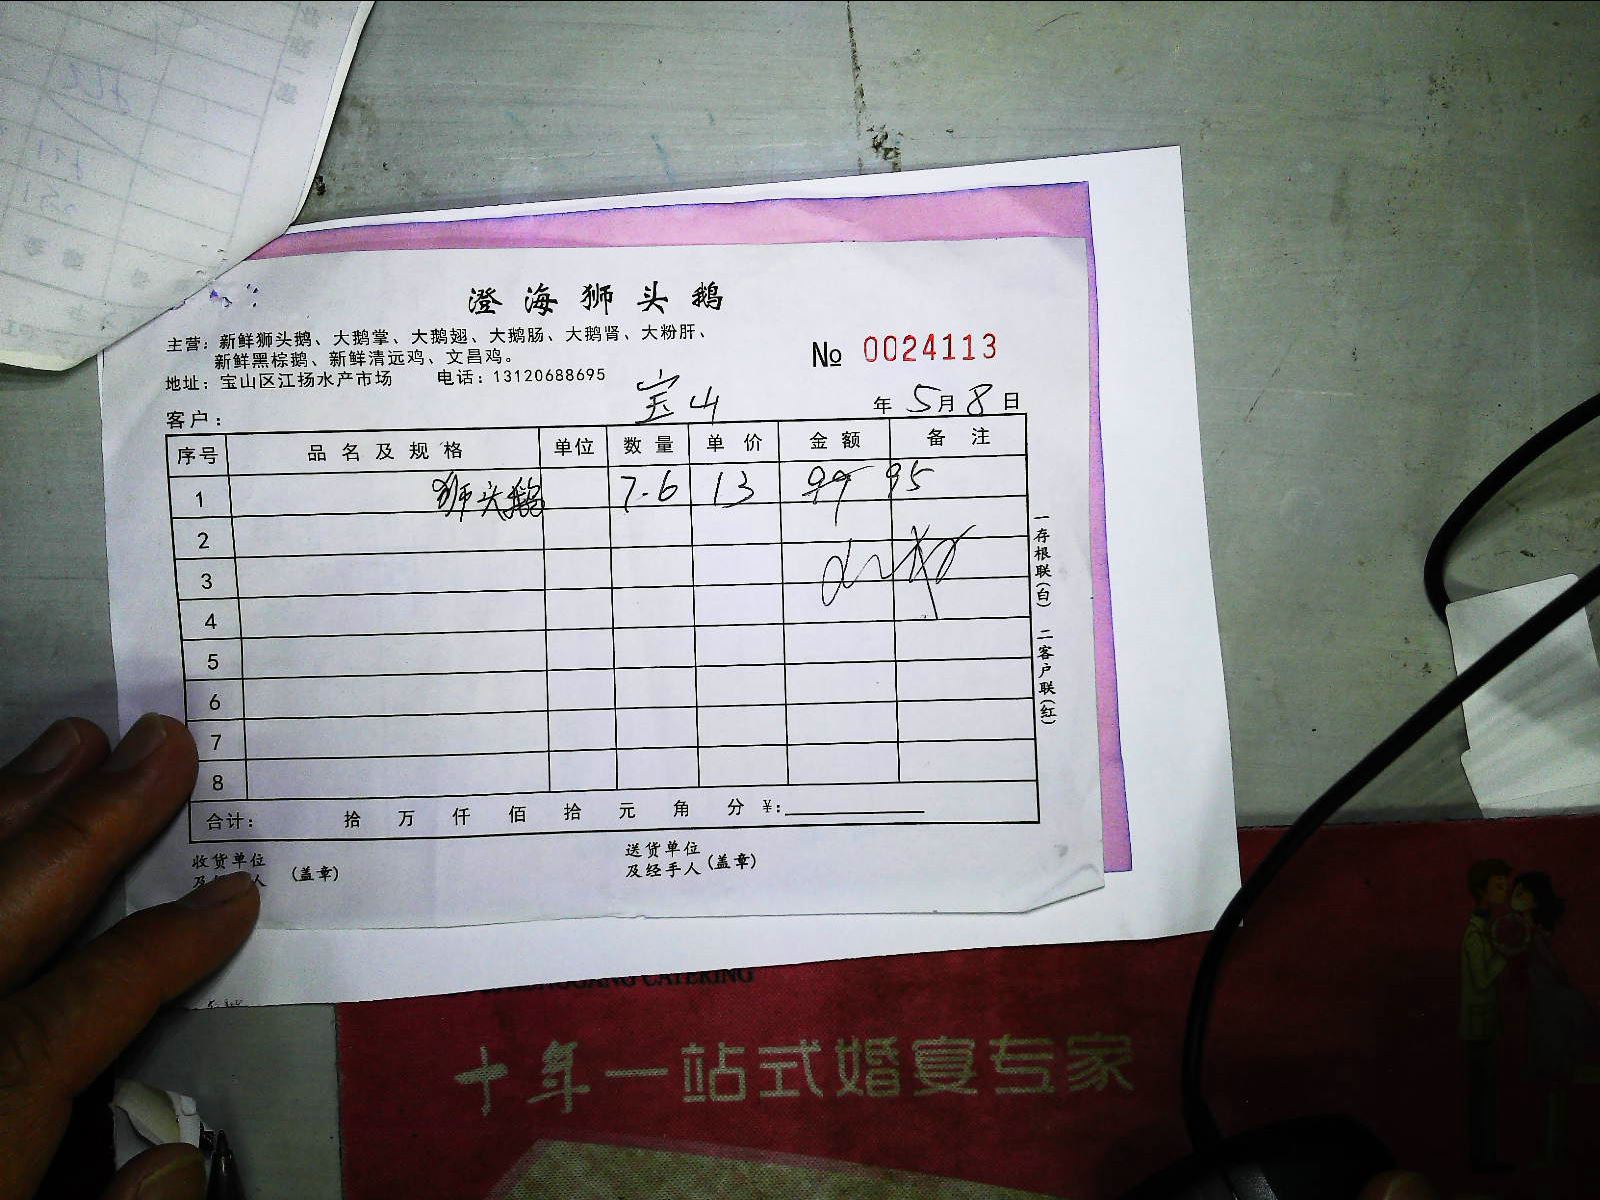 澄海狮头鹅
主营：新鲜狮头鹅、大鹅掌、大鹅翅、大鹅肠、大鹅肾、大粉肝、
新鲜黑棕鹅、新鲜清远鸡、文昌鸡。
№ 0024113
地址：宝山区江扬水产市场 电话：13120688695
客户： 宝山 年 5月 8日
序号 品名及规格 单位 数量 单价 金额 备注
1 狮头鹅 7.6 13 99 95
2
3
4
5
6
7
8
一存根联（白） 二客户联（红）
合计： 拾 万 仟 佰 拾 元 角 分 ¥：
收货单位 送货单位
及 人（盖章） 及经手人（盖章）
CATERING
十年一站式婚宴专家